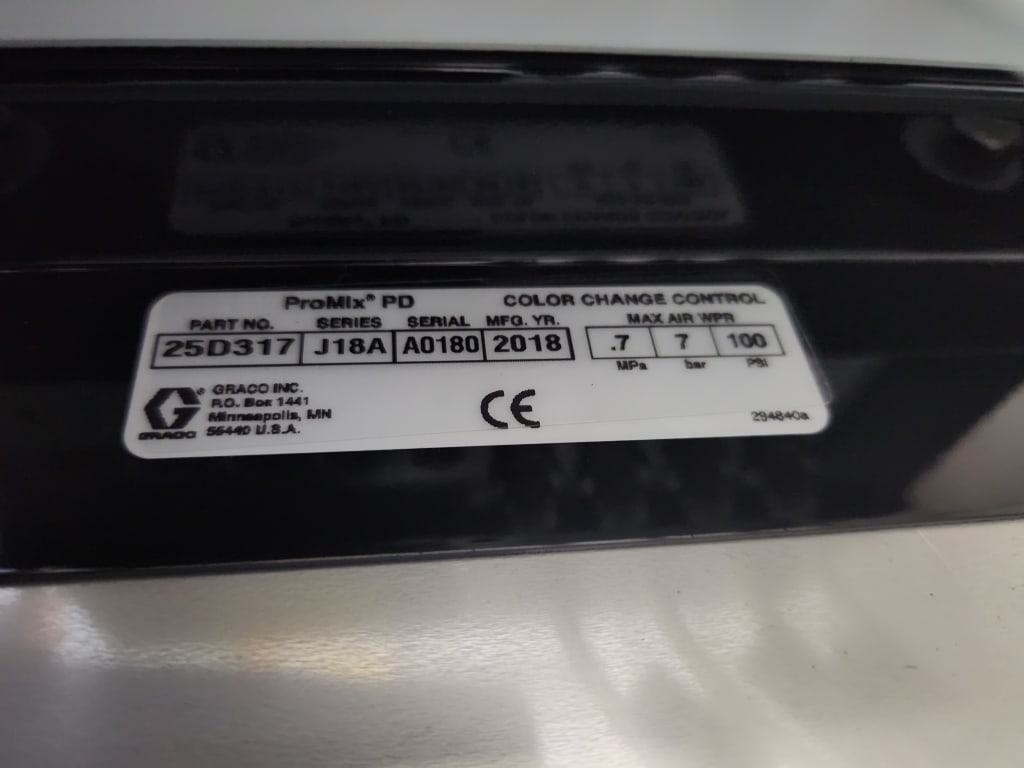 ProMix® PD COLOR CHANGE CONTROL
PART NO. SERIES SERIAL MFG. YR. MAX AIR WPR
25D317 J18A A0180 2018 .7 7 100
MPa bar PSI
GRACO INC.
P.O. Box 1441
Minneapolis, MN
55440 U.S.A.
GRACO
CE
294840a